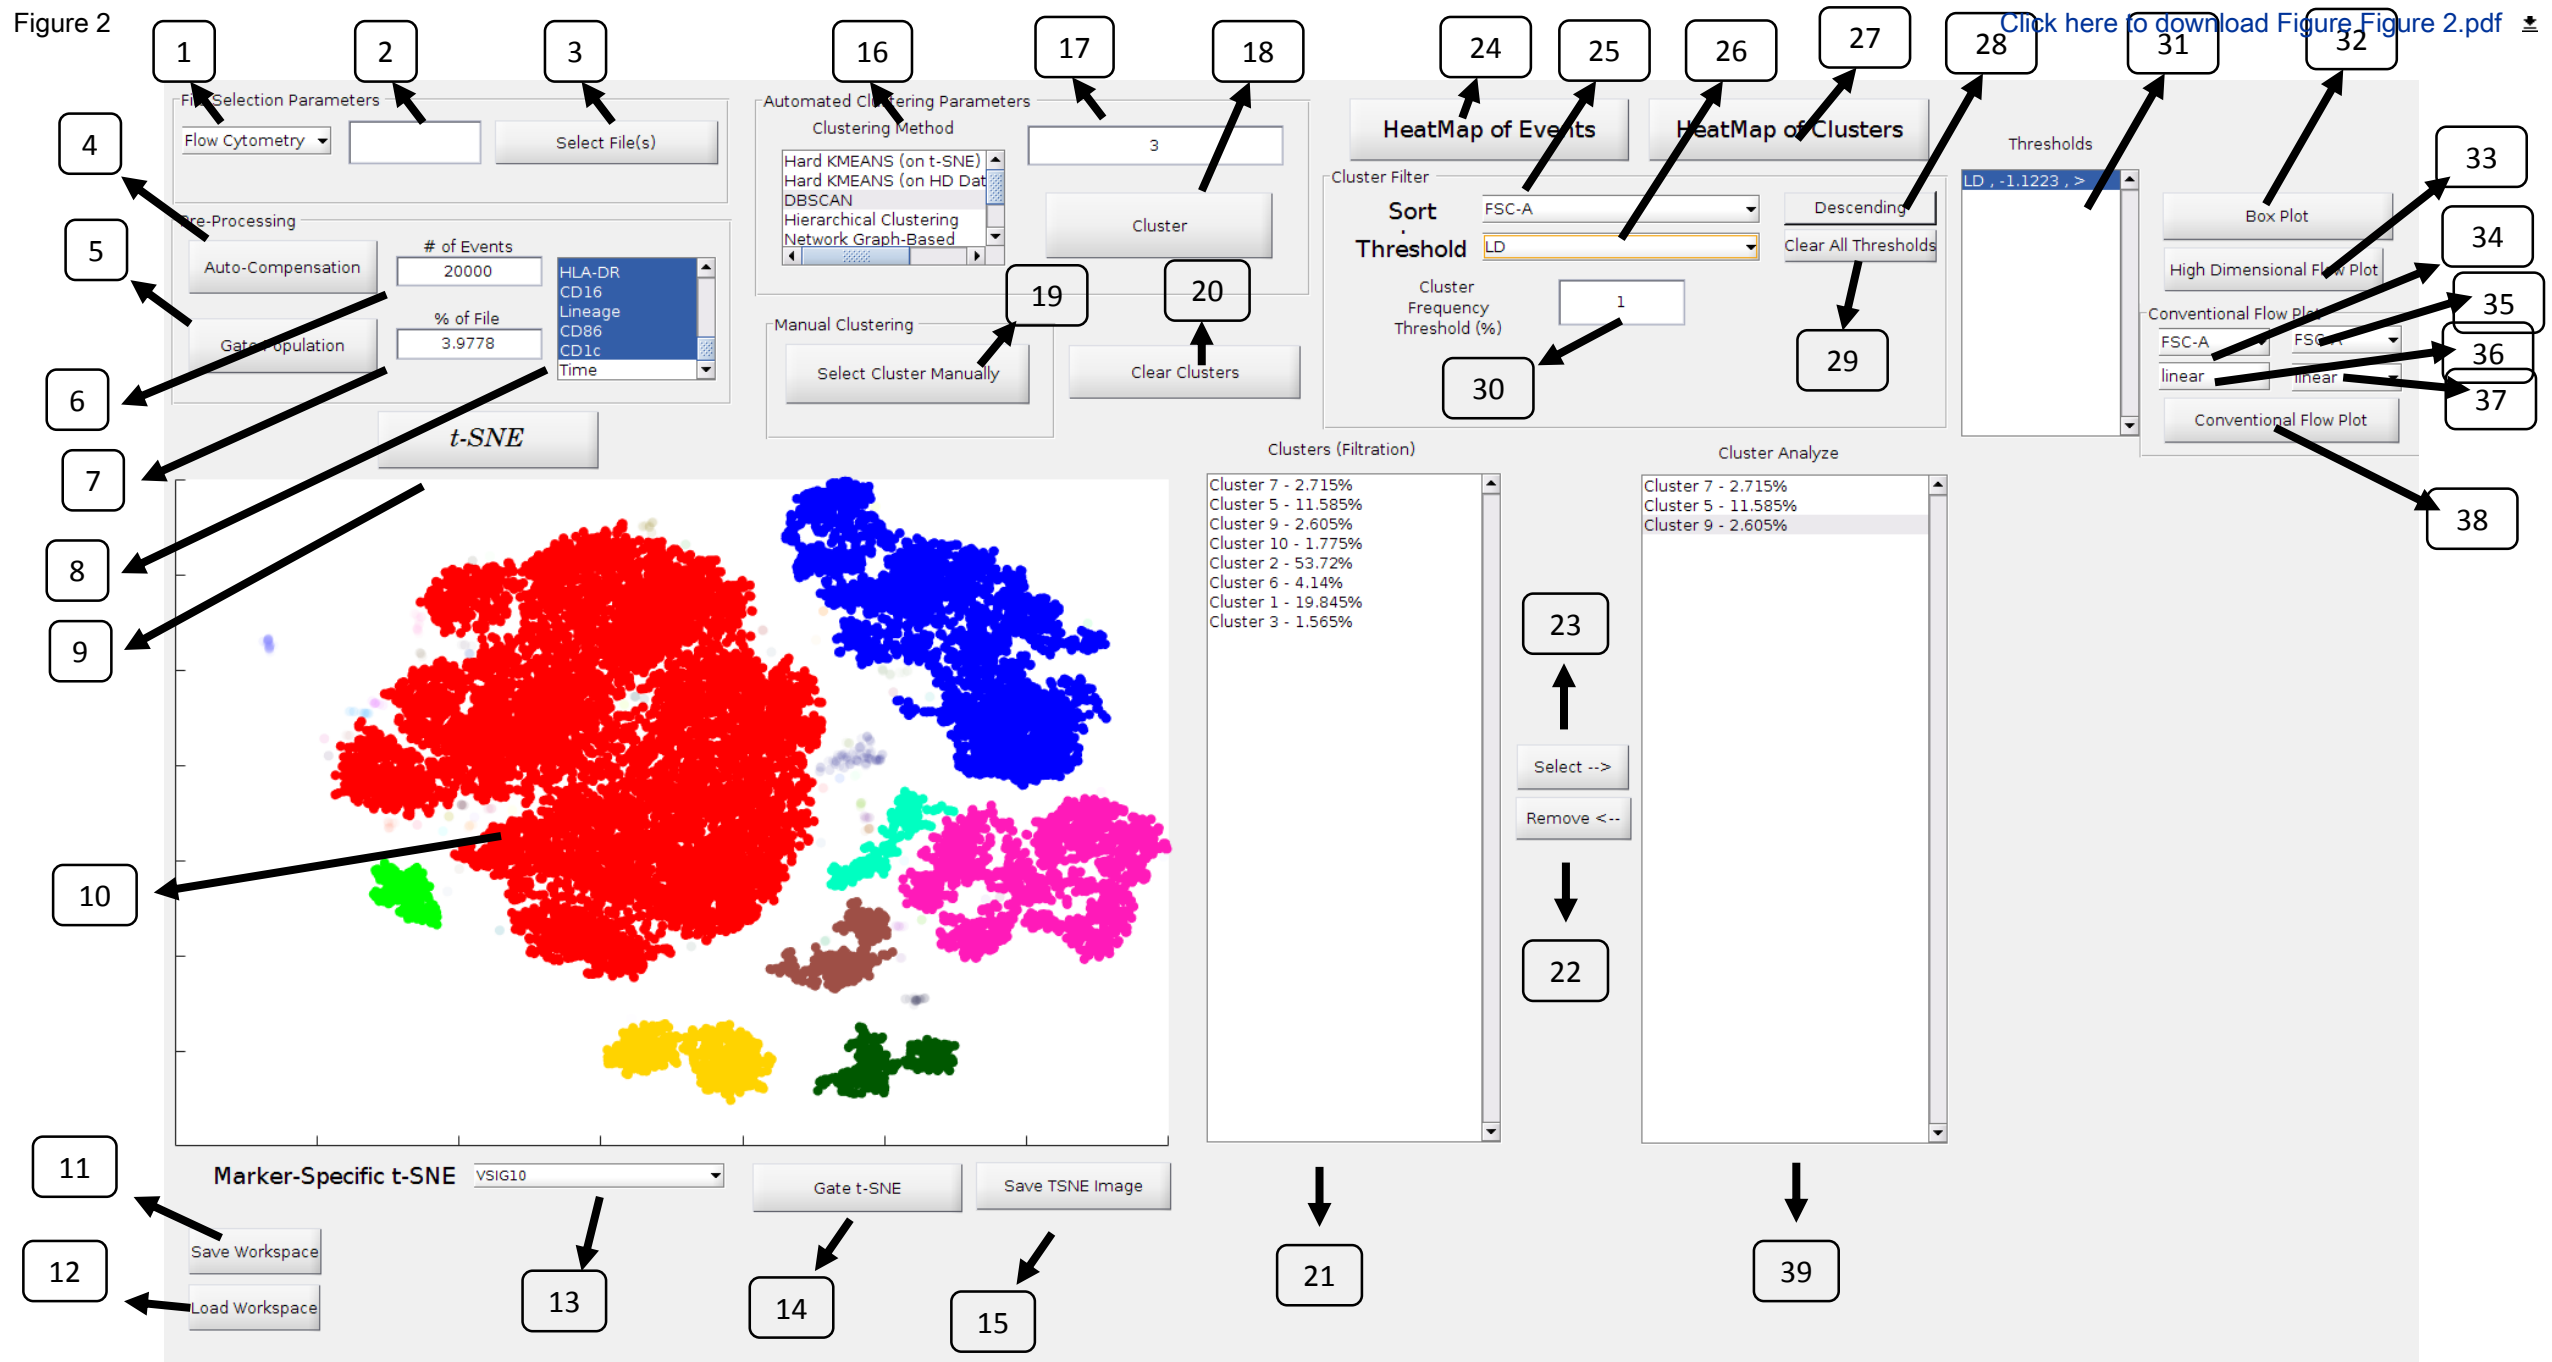 Figure 2
Click here to download Figure Figure 2.pdf
1
2
3
16
17
18
24
25
26
27
28
31
32
File Selection Parameters
Flow Cytometry
Select File(s)
4
5
Pre-Processing
Auto-Compensation
# of Events
20000
Gate Population
% of File
3.9778
HLA-DR
CD16
Lineage
CD86
CD1c
Time
6
7
8
9
t-SNE
Automated Clustering Parameters
Clustering Method
Hard KMEANS (on t-SNE)
Hard KMEANS (on HD Dat
DBSCAN
Hierarchical Clustering
Network Graph-Based
3
Cluster
19
20
Manual Clustering
Select Cluster Manually
Clear Clusters
HeatMap of Events
HeatMap of Clusters
Cluster Filter
Sort
FSC-A
Descending
Threshold
LD
Clear All Thresholds
Cluster
Frequency
Threshold (%)
1
29
30
Thresholds
LD , -1.1223 , >
33
Box Plot
34
High Dimensional Flow Plot
35
Conventional Flow Plot
FSC-A
FSC-A
36
linear
linear
37
Conventional Flow Plot
38
Clusters (Filtration)
Cluster 7 - 2.715%
Cluster 5 - 11.585%
Cluster 9 - 2.605%
Cluster 10 - 1.775%
Cluster 2 - 53.72%
Cluster 6 - 4.14%
Cluster 1 - 19.845%
Cluster 3 - 1.565%
23
Select -->
Remove <--
22
Cluster Analyze
Cluster 7 - 2.715%
Cluster 5 - 11.585%
Cluster 9 - 2.605%
10
11
Marker-Specific t-SNE
VSIG10
Gate t-SNE
Save TSNE Image
Save Workspace
12
Load Workspace
13
14
15
21
39